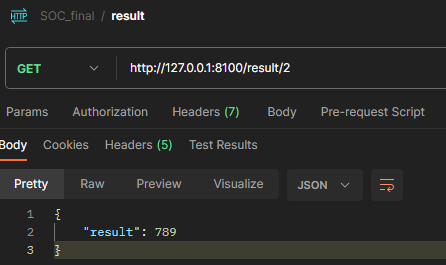 HTTP SOC_final / result
GET http://127.0.0.1:8100/result/2
Params Authorization Headers (7) Body Pre-request Script
Body Cookies Headers (5) Test Results
Pretty Raw Preview Visualize JSON
1 {
2 "result": 789
3 }